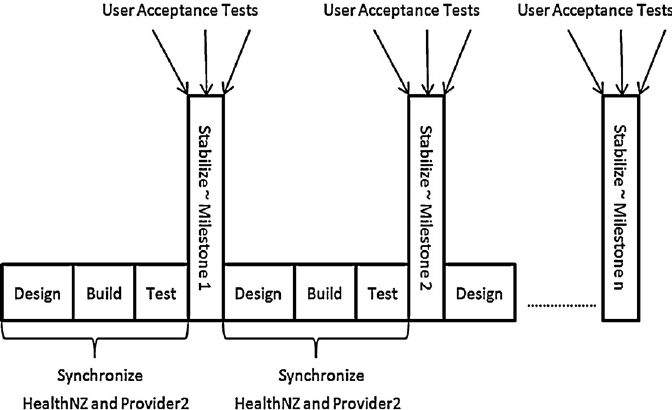 User Acceptance Tests
User Acceptance Tests
User Acceptance Tests
Stabilize ~ Milestone 1
Stabilize ~ Milestone 2
Stabilize ~ Milestone n
Design
Build
Test
Design
Build
Test
Design
Synchronize
HealthNZ and Provider2
Synchronize
HealthNZ and Provider2